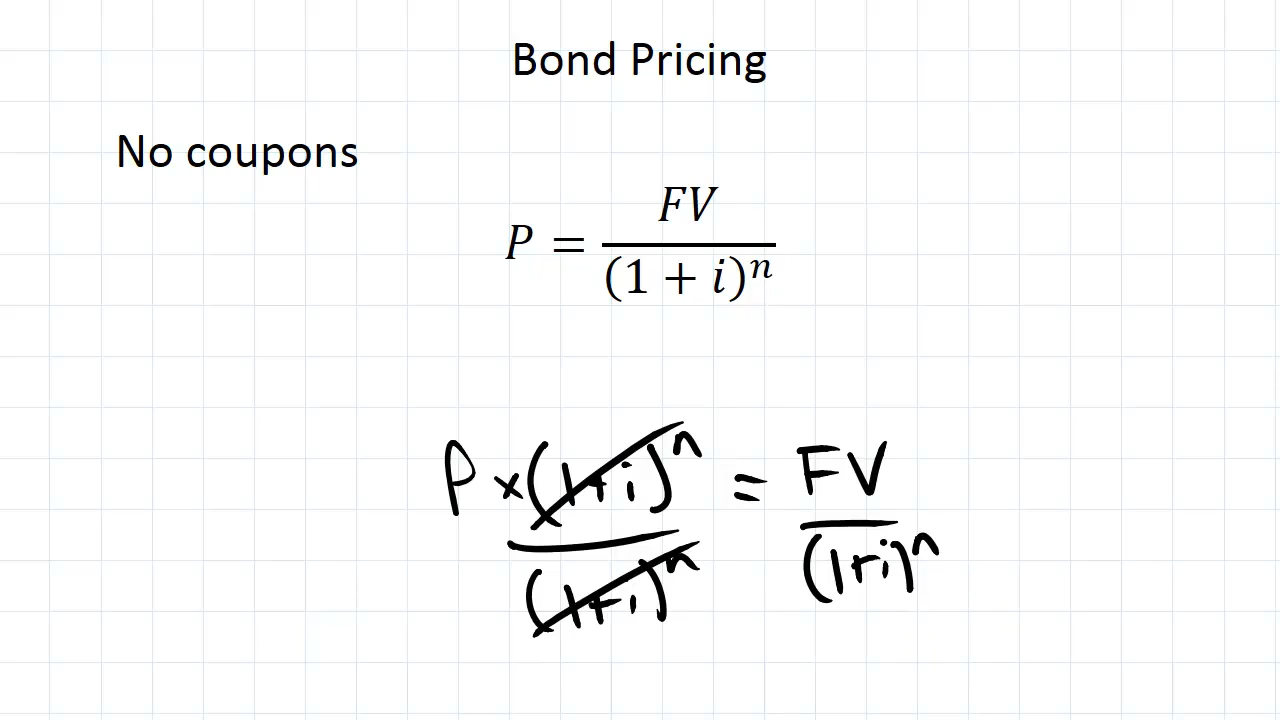 Bond Pricing
No coupons
P = FV / (1 + i)^n
P × (1+i)^n / (1+i)^n = FV / (1+i)^n